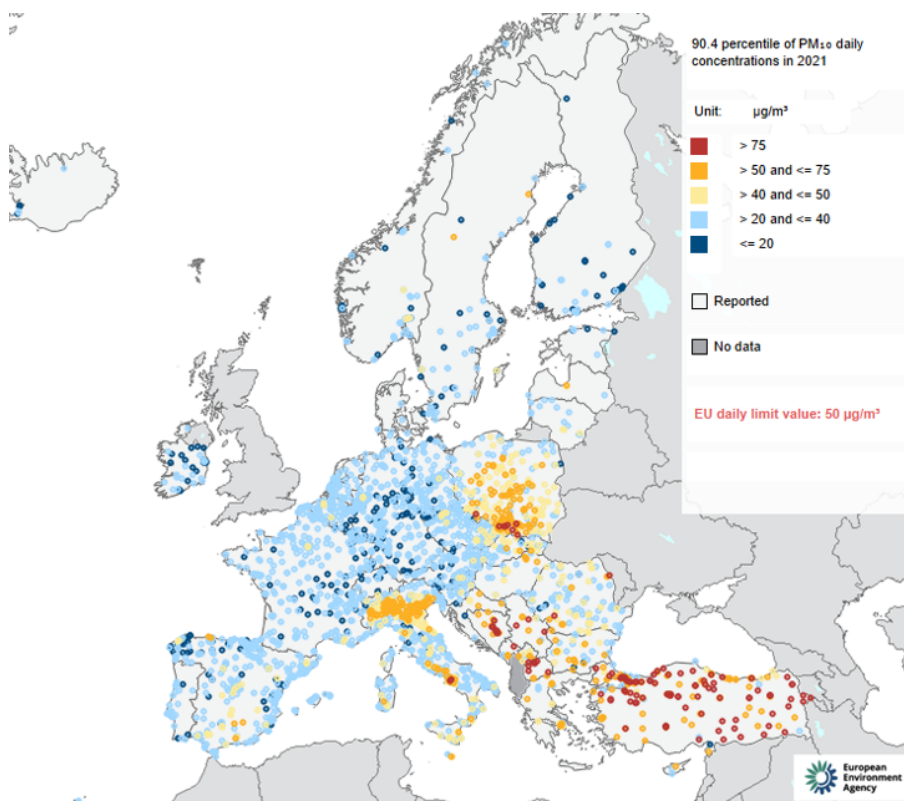 90.4 percentile of PM₁₀ daily
concentrations in 2021
Unit: µg/m³
> 75
> 50 and <= 75
> 40 and <= 50
> 20 and <= 40
<= 20
Reported
No data
EU daily limit value: 50 µg/m³
European
Environment
Agency